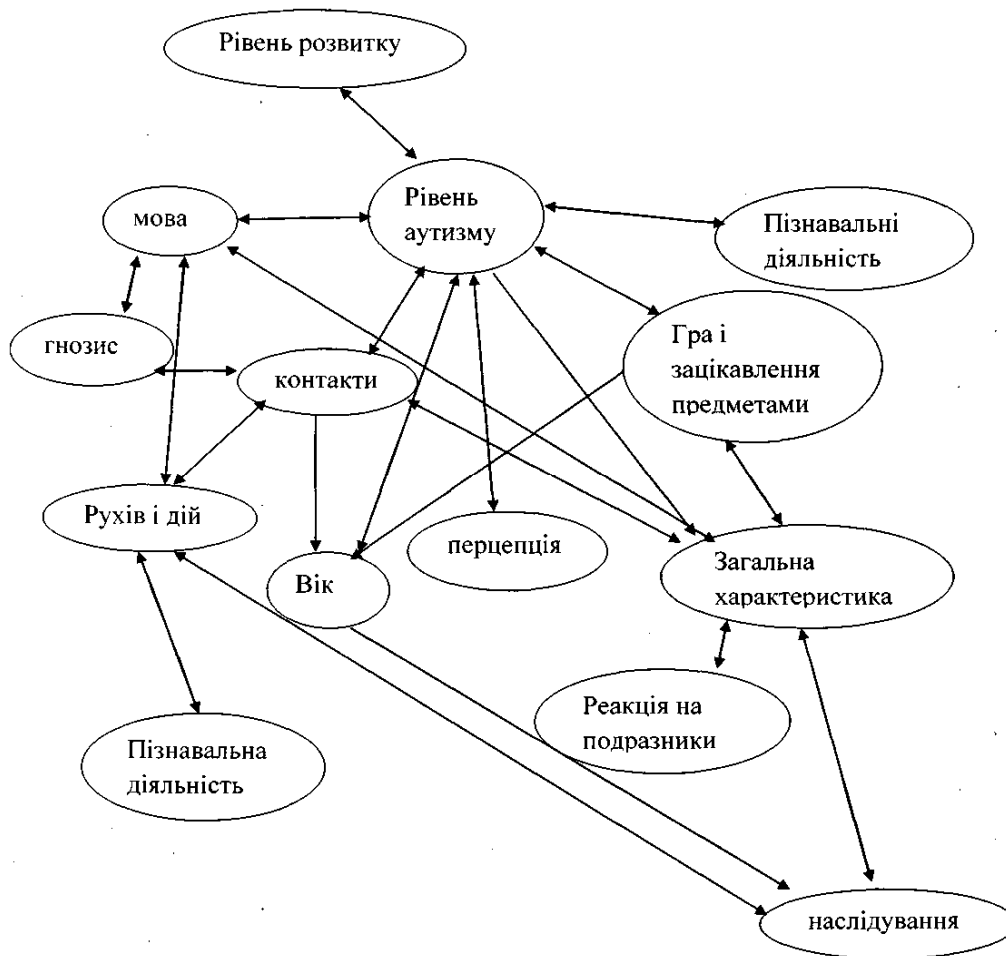 Рівень розвитку
Рівень
аутизму
мова
Пізнавальні
діяльність
гнозис
контакти
Гра і
зацікавлення
предметами
Рухів і дій
перцепція
Вік
Загальна
характеристика
Реакція на
подразники
Пізнавальна
діяльність
наслідування